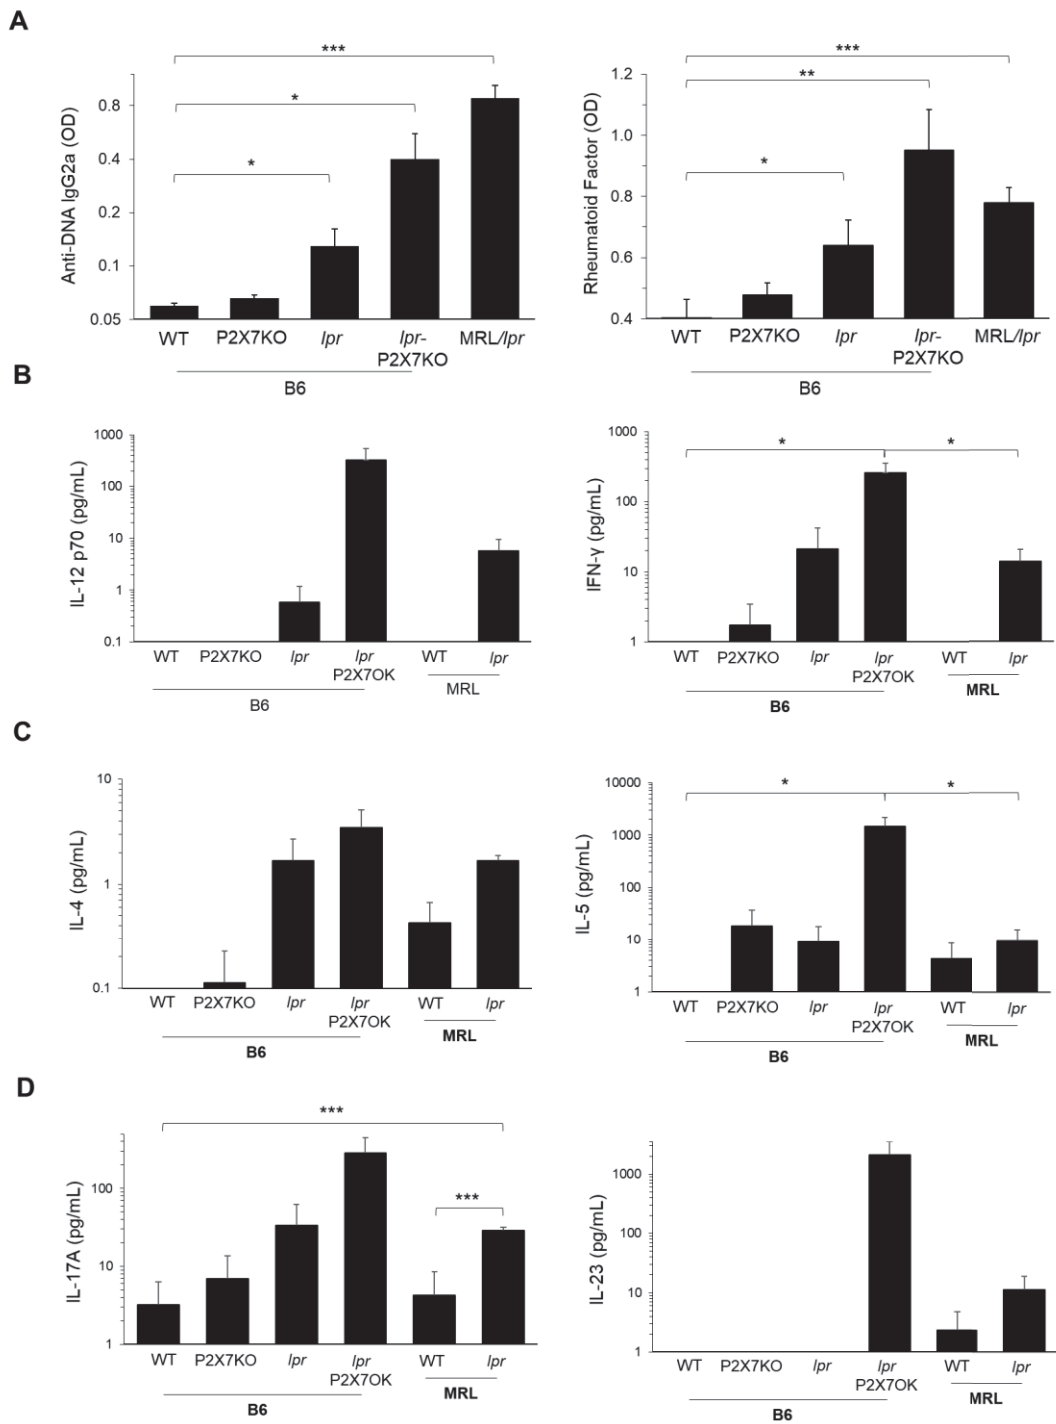 A
***
*
*
Anti-DNA IgG2a (OD)
0.8
0.4
0.2
0.1
0.05
WT
P2X7KO
lpr
lpr-
P2X7KO
MRL/lpr
B6
***
**
*
Rheumatoid Factor (OD)
1.2
1.0
0.8
0.6
0.4
WT
P2X7KO
lpr
lpr-
P2X7KO
MRL/lpr
B6
B
IL-12 p70 (pg/mL)
1000
100
10
1
0.1
WT
P2X7KO
lpr
lpr
P2X7OK
WT
lpr
B6
MRL
*
*
IFN-γ (pg/mL)
1000
100
10
1
WT
P2X7KO
lpr
lpr
P2X7OK
WT
lpr
B6
MRL
C
IL-4 (pg/mL)
10
1
0.1
WT
P2X7KO
lpr
lpr
P2X7OK
WT
lpr
B6
MRL
*
*
IL-5 (pg/mL)
10000
1000
100
10
1
WT
P2X7KO
lpr
lpr
P2X7OK
WT
lpr
B6
MRL
D
***
***
IL-17A (pg/mL)
100
10
1
WT
P2X7KO
lpr
lpr
P2X7OK
WT
lpr
B6
MRL
IL-23 (pg/mL)
1000
100
10
1
WT
P2X7KO
lpr
lpr
P2X7OK
WT
lpr
B6
MRL